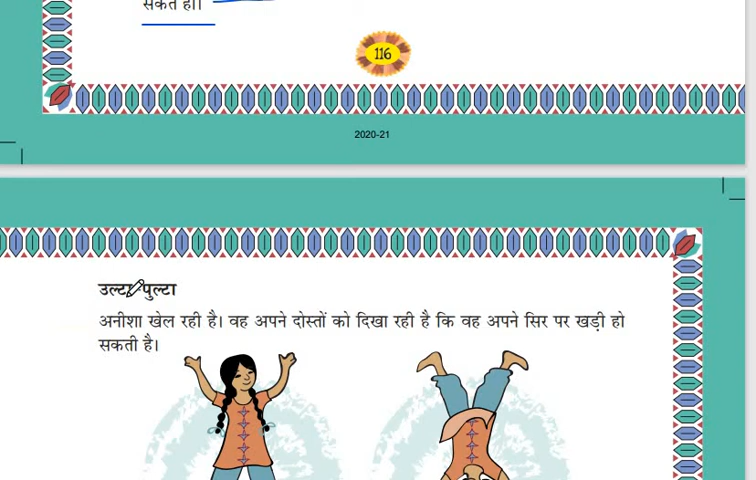 सकते हो।
116
2020-21
उल्टा पुल्टा
अनीशा खेल रही है। वह अपने दोस्तों को दिखा रही है कि वह अपने सिर पर खड़ी हो
सकती है।